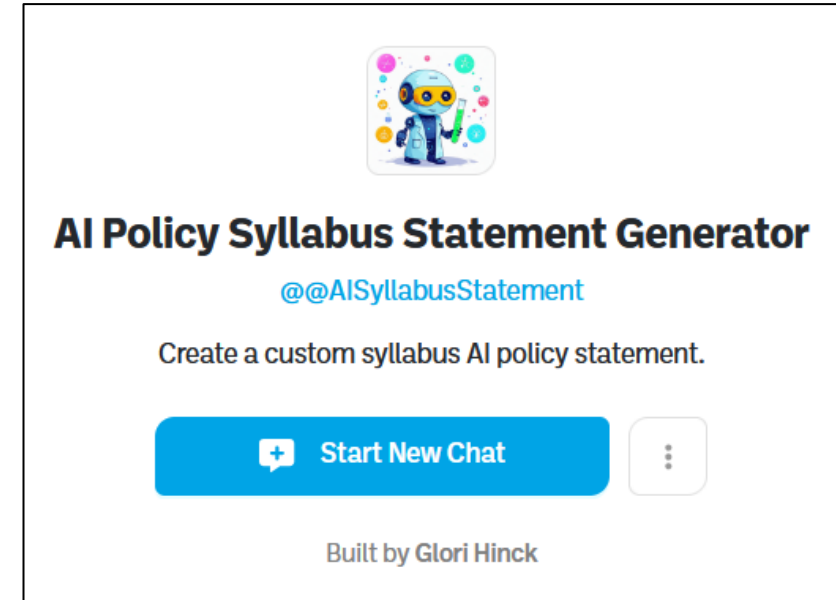 AI Policy Syllabus Statement Generator
@@AISyllabusStatement
Create a custom syllabus AI policy statement.
Start New Chat
Built by Glori Hinck